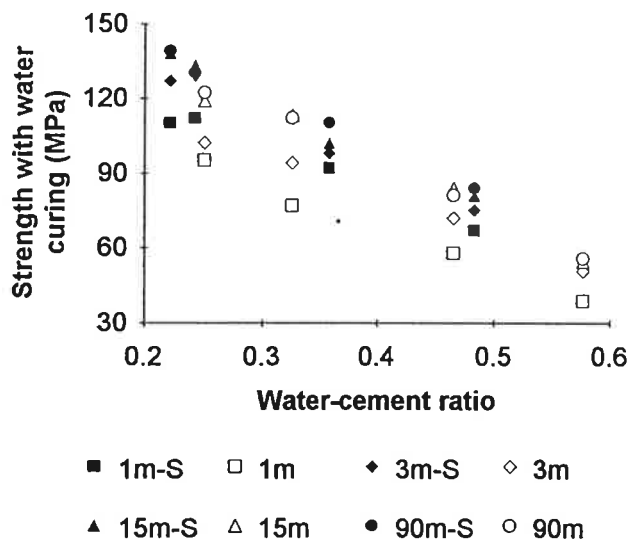 Strength with water
curing (MPa)
150
120
90
60
30
0.2 0.3 0.4 0.5 0.6
Water-cement ratio
1m-S 1m 3m-S 3m
15m-S 15m 90m-S 90m